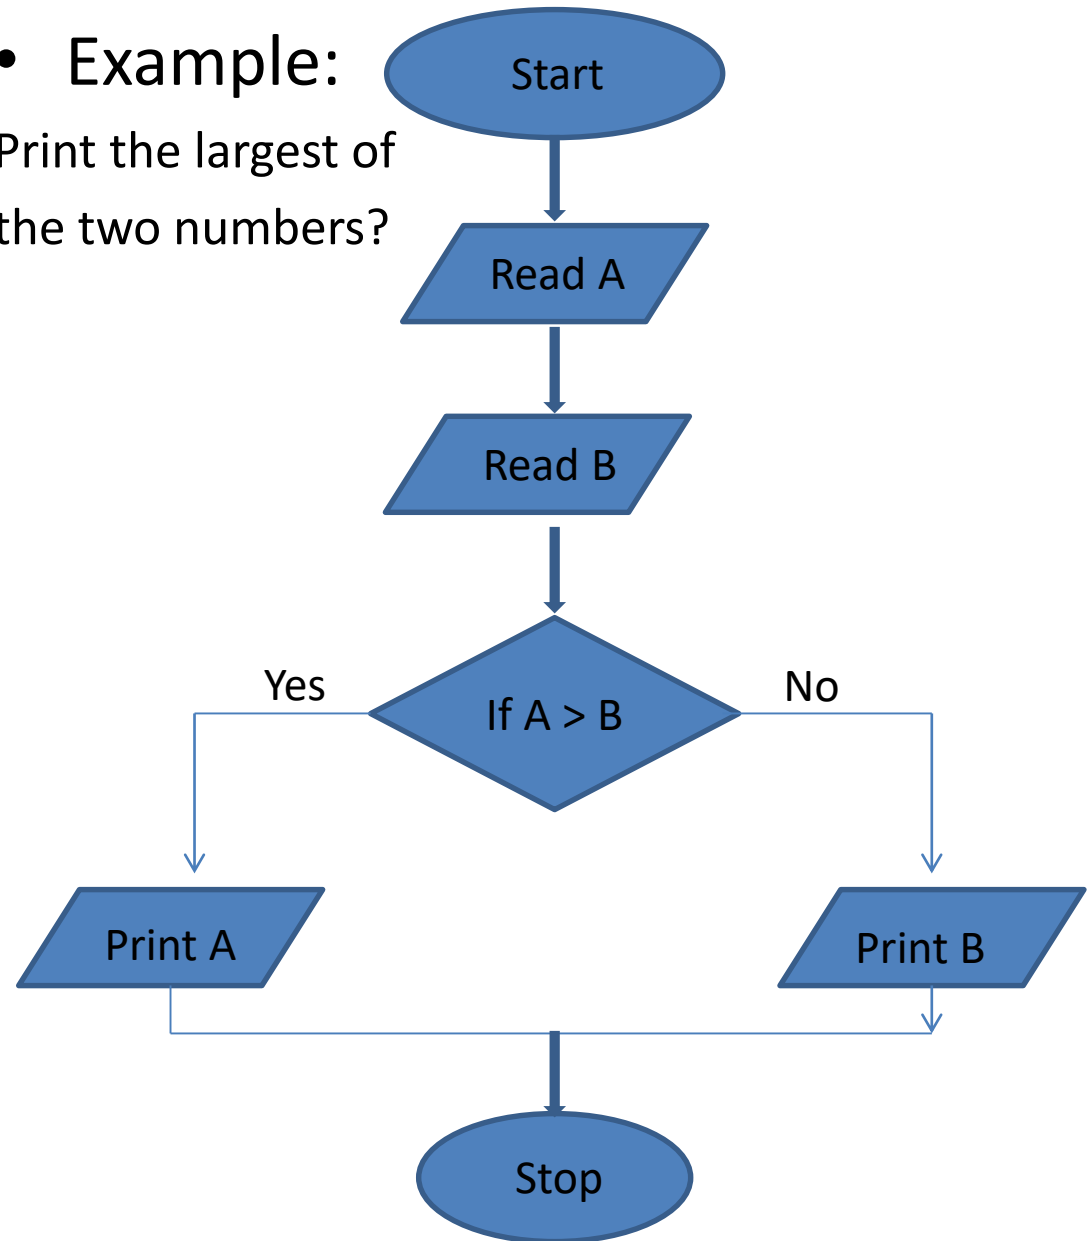 • Example:
Print the largest of
the two numbers?
Start
Read A
Read B
If A > B
Yes
No
Print A
Print B
Stop